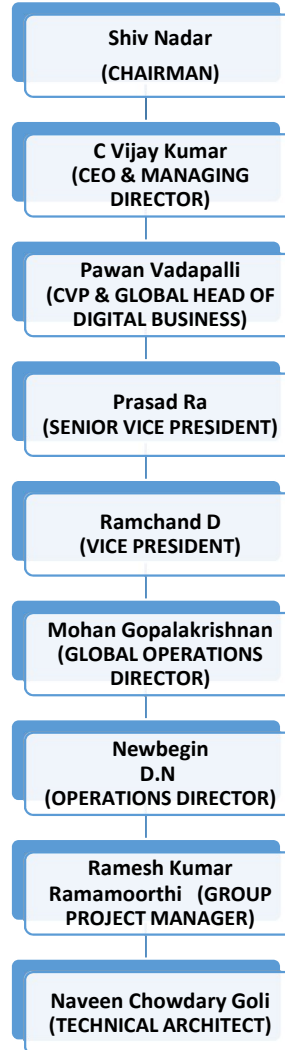 Shiv Nadar
(CHAIRMAN)
C Vijay Kumar
(CEO & MANAGING
DIRECTOR)
Pawan Vadapalli
(CVP & GLOBAL HEAD OF
DIGITAL BUSINESS)
Prasad Ra
(SENIOR VICE PRESIDENT)
Ramchand D
(VICE PRESIDENT)
Mohan Gopalakrishnan
(GLOBAL OPERATIONS
DIRECTOR)
Newbegin
D.N
(OPERATIONS DIRECTOR)
Ramesh Kumar
Ramamoorthi (GROUP
PROJECT MANAGER)
Naveen Chowdary Goli
(TECHNICAL ARCHITECT)